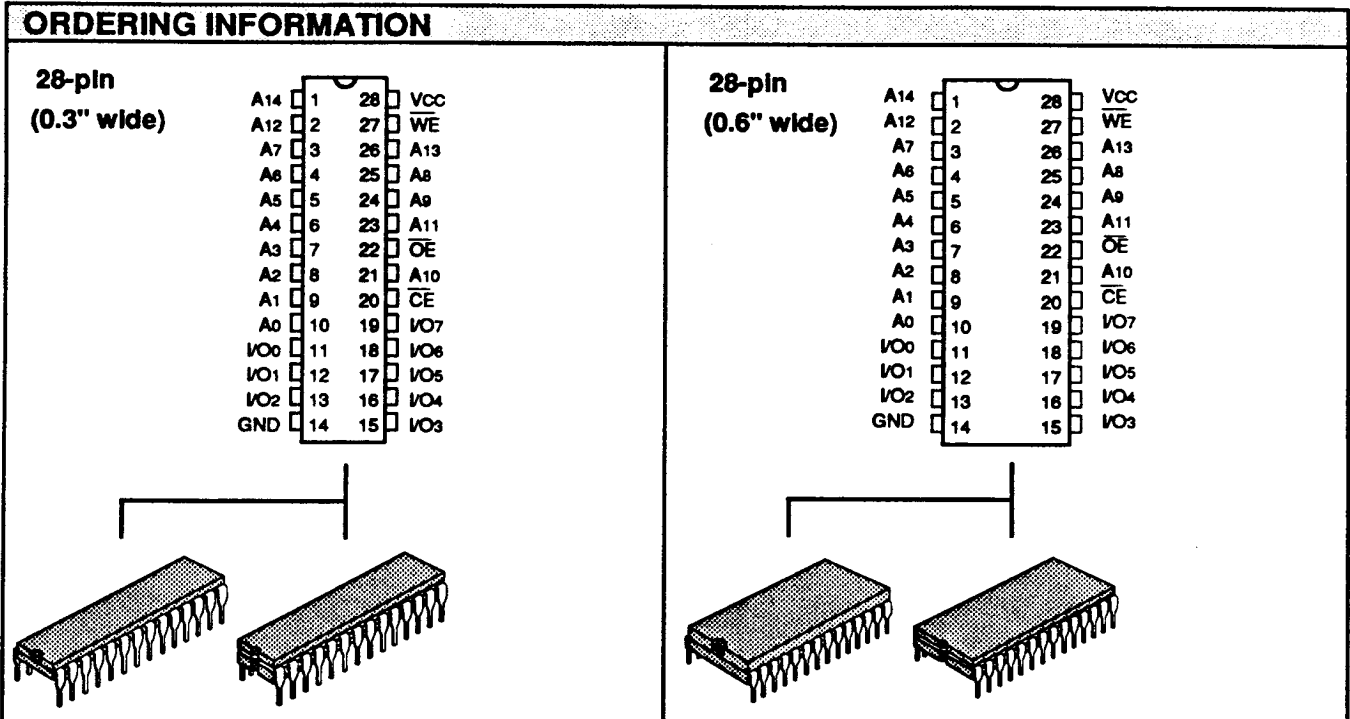 ORDERING INFORMATION
28-pin
(0.3" wide)
A14 1 28 VCC
A12 2 27 W̅E̅
A7 3 26 A13
A6 4 25 A8
A5 5 24 A9
A4 6 23 A11
A3 7 22 O̅E̅
A2 8 21 A10
A1 9 20 C̅E̅
A0 10 19 I/O7
I/O0 11 18 I/O6
I/O1 12 17 I/O5
I/O2 13 16 I/O4
GND 14 15 I/O3
28-pin
(0.6" wide)
A14 1 28 VCC
A12 2 27 W̅E̅
A7 3 26 A13
A6 4 25 A8
A5 5 24 A9
A4 6 23 A11
A3 7 22 O̅E̅
A2 8 21 A10
A1 9 20 C̅E̅
A0 10 19 I/O7
I/O0 11 18 I/O6
I/O1 12 17 I/O5
I/O2 13 16 I/O4
GND 14 15 I/O3